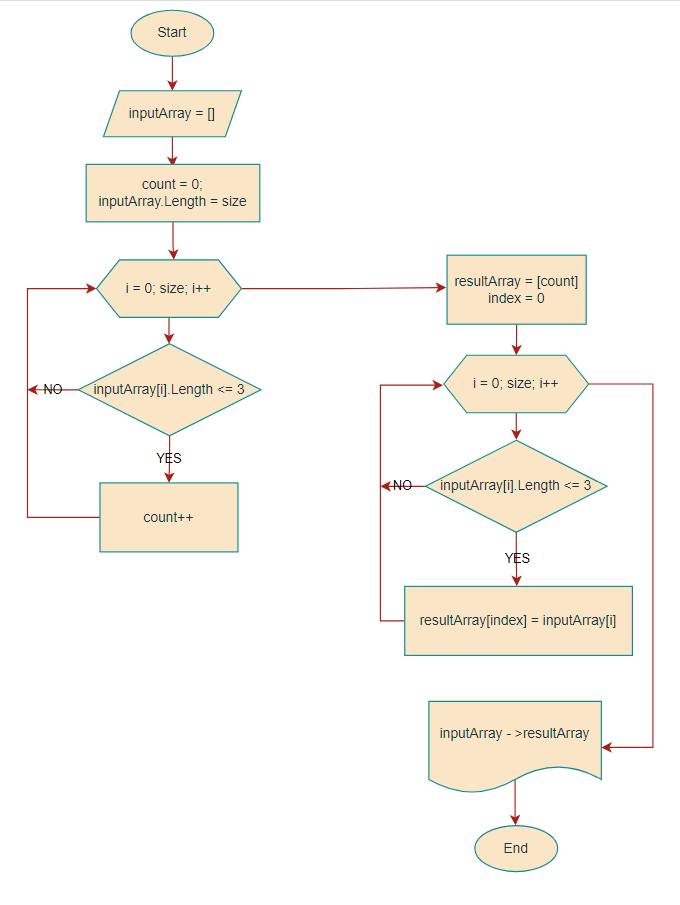 Start
inputArray = []
count = 0;
inputArray.Length = size
i = 0; size; i++
inputArray[i].Length <= 3
NO
YES
count++
resultArray = [count]
index = 0
i = 0; size; i++
inputArray[i].Length <= 3
NO
YES
resultArray[index] = inputArray[i]
inputArray - >resultArray
End